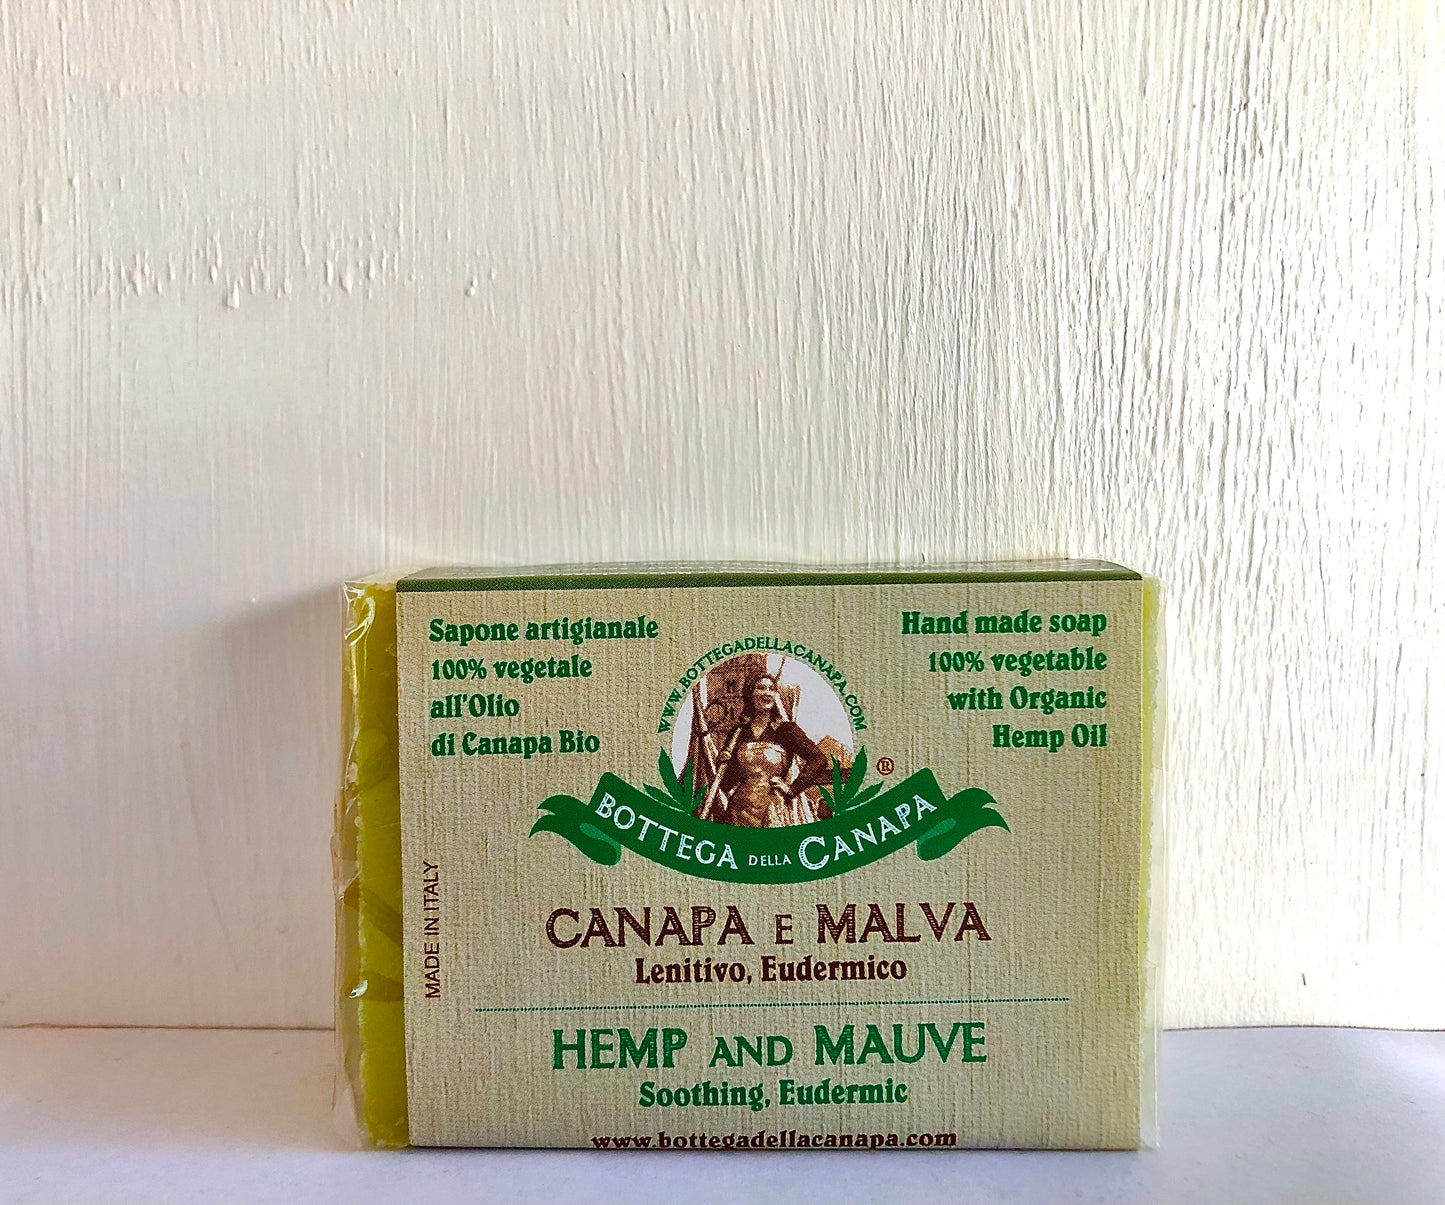 Sapone artigianale
100% vegetale
all'Olio
di Canapa Bio
Hand made soap
100% vegetable
with Organic
Hemp Oil
WWW.BOTTEGADELLACANAPA.COM
®
BOTTEGA DELLA CANAPA
MADE IN ITALY
CANAPA E MALVA
Lenitivo, Eudermico
HEMP AND MAUVE
Soothing, Eudermic
www.bottegadellacanapa.com